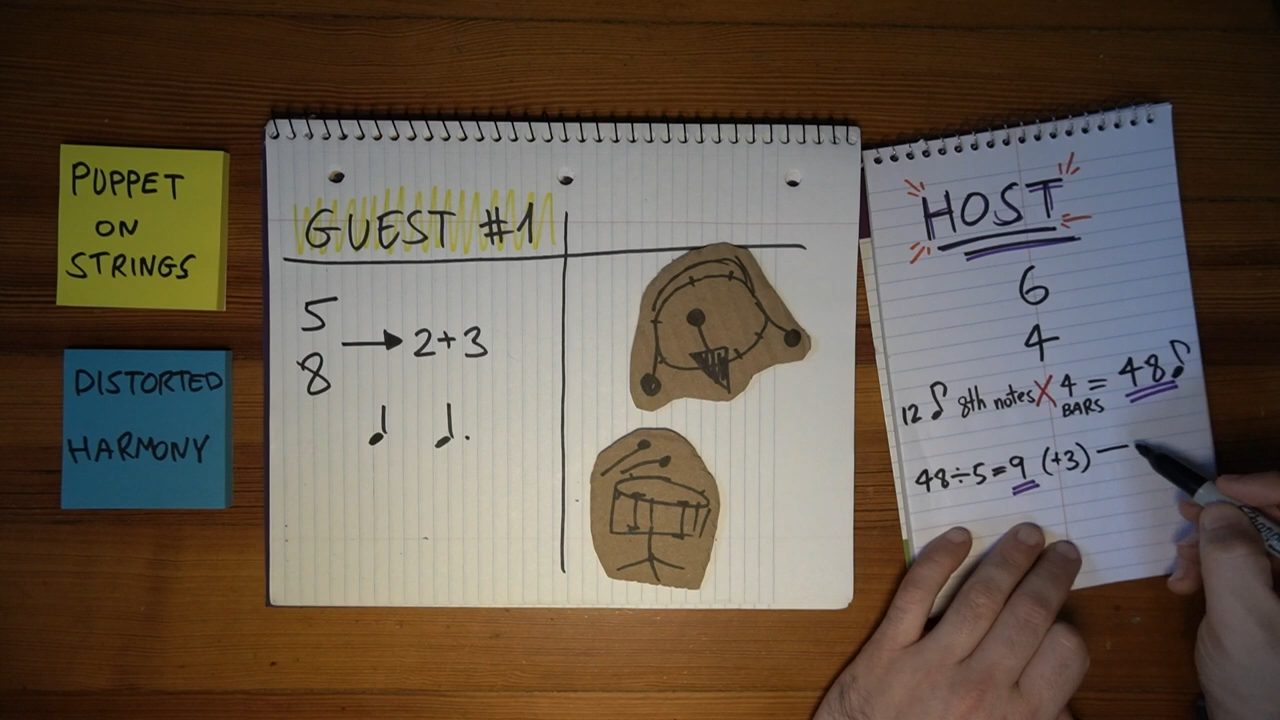 PUPPET
ON
STRINGS
DISTORTED
HARMONY
GUEST #1
5
8 → 2+3
♩ ♩.
HOST
6
4
12 ♪ 8th notes X 4 = 48♪
BARS
48÷5=9 (+3) —